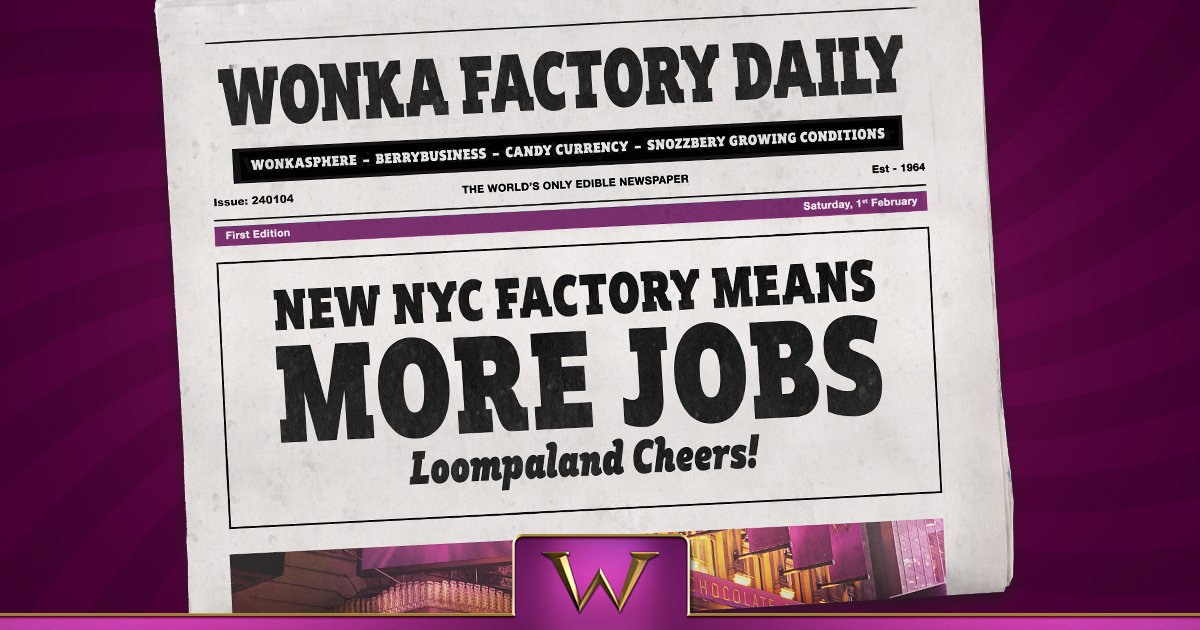 WONKA FACTORY DAILY
WONKASPHERE – BERRYBUSINESS – CANDY CURRENCY – SNOZZBERY GROWING CONDITIONS
Issue: 240104
THE WORLD'S ONLY EDIBLE NEWSPAPER
Est - 1964
First Edition
Saturday, 1st February
NEW NYC FACTORY MEANS
MORE JOBS
Loompaland Cheers!
CHOCOLATE
W